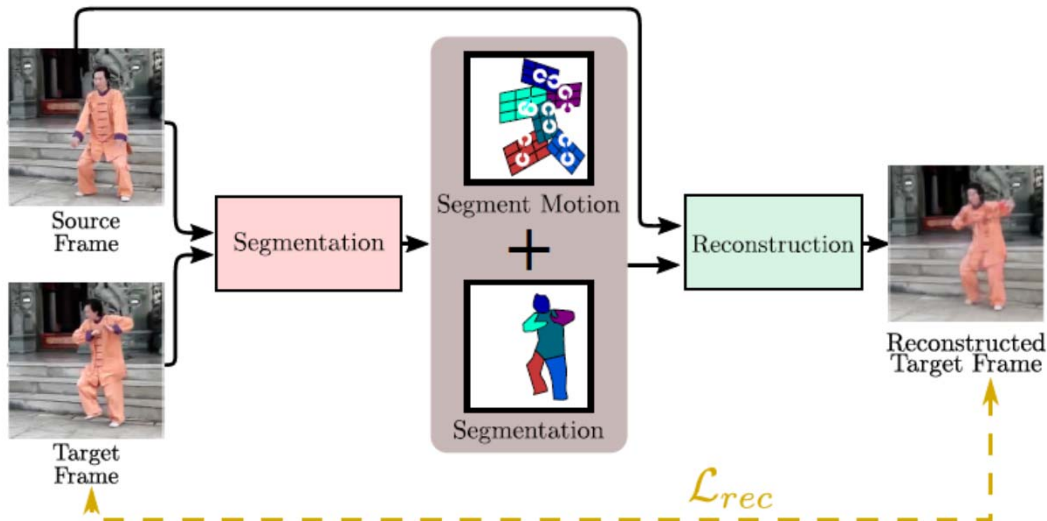 Source
Frame
Segmentation
Segment Motion
+
Segmentation
Reconstruction
Reconstructed
Target Frame
Target
Frame
ℒrec